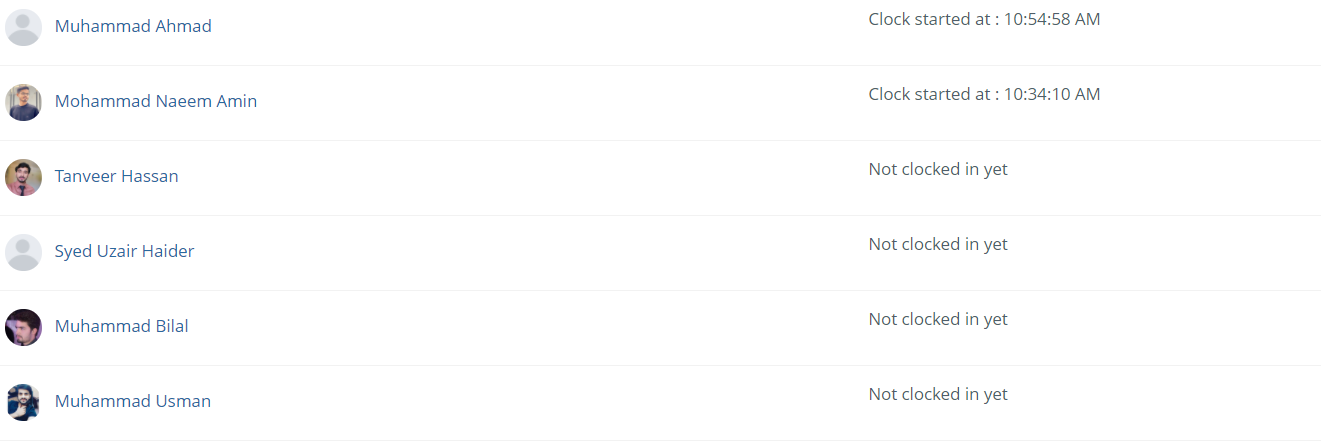 Muhammad Ahmad Clock started at : 10:54:58 AM
Mohammad Naeem Amin Clock started at : 10:34:10 AM
Tanveer Hassan Not clocked in yet
Syed Uzair Haider Not clocked in yet
Muhammad Bilal Not clocked in yet
Muhammad Usman Not clocked in yet